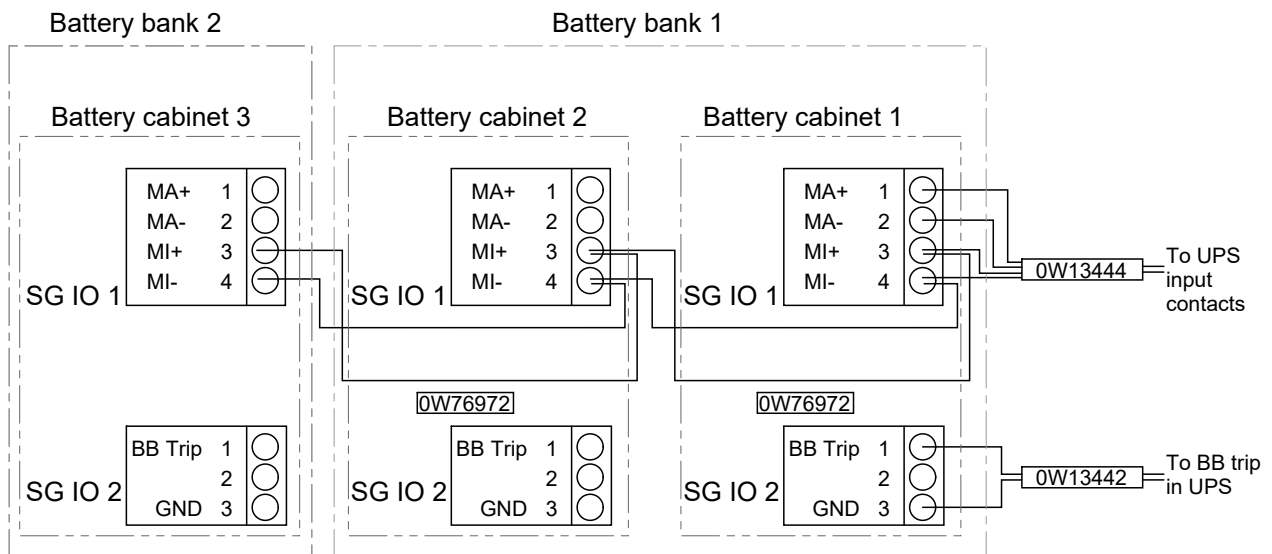 Battery bank 2
Battery bank 1
Battery cabinet 3
Battery cabinet 2
Battery cabinet 1
MA+ 1
MA- 2
MI+ 3
MI- 4
SG IO 1
MA+ 1
MA- 2
MI+ 3
MI- 4
SG IO 1
MA+ 1
MA- 2
MI+ 3
MI- 4
SG IO 1
0W13444
To UPS
input
contacts
0W76972
0W76972
BB Trip 1
2
GND 3
SG IO 2
BB Trip 1
2
GND 3
SG IO 2
BB Trip 1
2
GND 3
SG IO 2
0W13442
To BB trip
in UPS